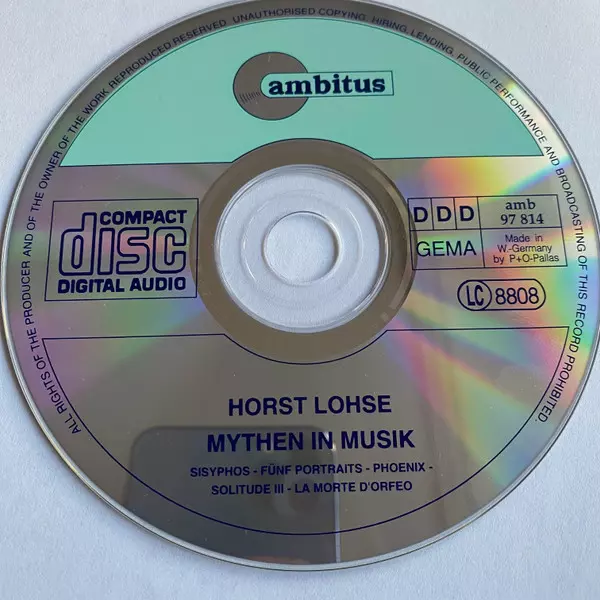 ALL RIGHTS OF THE PRODUCER AND OF THE OWNER OF THE WORK REPRODUCED RESERVED. UNAUTHORISED COPYING, HIRING, LENDING, PUBLIC PERFORMANCE AND BROADCASTING OF THIS RECORD PROHIBITED
ambitus
COMPACT
disc
DIGITAL AUDIO
D D D
amb
97 814
GEMA
Made in
W.-Germany
by P+O-Pallas
LC 8808
HORST LOHSE
MYTHEN IN MUSIK
SISYPHOS - FÜNF PORTRAITS - PHOENIX -
SOLITUDE III - LA MORTE D'ORFEO